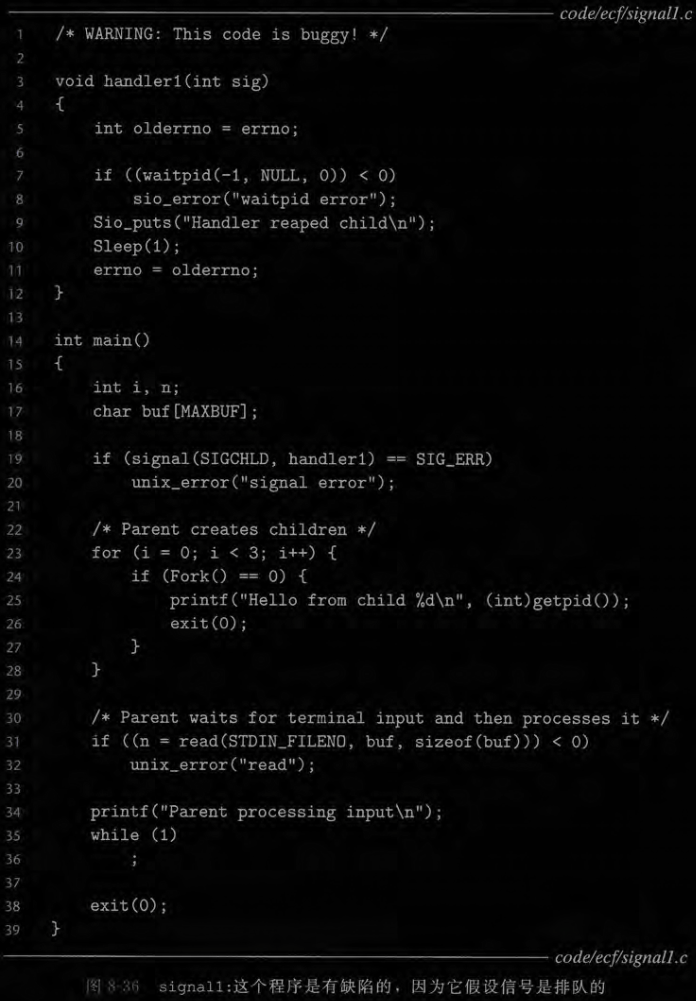 code/ecf/signal1.c
1 /* WARNING: This code is buggy! */
2
3 void handler1(int sig)
4 {
5     int olderrno = errno;
6
7     if ((waitpid(-1, NULL, 0)) < 0)
8         sio_error("waitpid error");
9     Sio_puts("Handler reaped child\n");
10     Sleep(1);
11     errno = olderrno;
12 }
13
14 int main()
15 {
16     int i, n;
17     char buf[MAXBUF];
18
19     if (signal(SIGCHLD, handler1) == SIG_ERR)
20         unix_error("signal error");
21
22     /* Parent creates children */
23     for (i = 0; i < 3; i++) {
24         if (Fork() == 0) {
25             printf("Hello from child %d\n", (int)getpid());
26             exit(0);
27         }
28     }
29
30     /* Parent waits for terminal input and then processes it */
31     if ((n = read(STDIN_FILENO, buf, sizeof(buf))) < 0)
32         unix_error("read");
33
34     printf("Parent processing input\n");
35     while (1)
36         ;
37
38     exit(0);
39 }
code/ecf/signal1.c
图 8-36 signal1:这个程序是有缺陷的，因为它假设信号是排队的